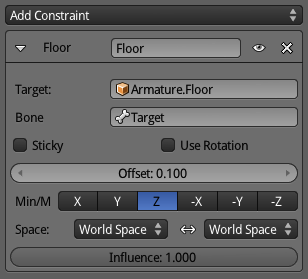 Add Constraint
Floor Floor
Target: Armature.Floor
Bone Target
Sticky Use Rotation
Offset: 0.100
Min/M X Y Z -X -Y -Z
Space: World Space World Space
Influence: 1.000